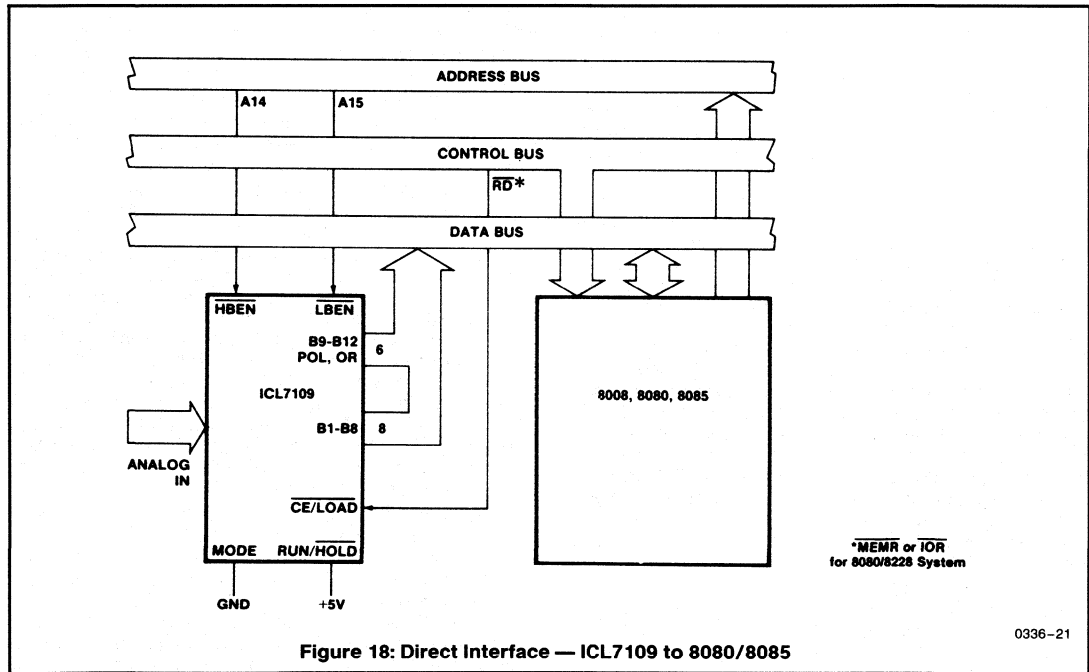 ADDRESS BUS
A14
A15
CONTROL BUS
RD*
DATA BUS
HBEN
LBEN
B9-B12
POL, OR
6
ICL7109
8008, 8080, 8085
B1-B8
8
ANALOG
IN
CE/LOAD
MODE
RUN/HOLD
*MEMR or IOR
for 8080/8228 System
GND
+5V
0336-21
Figure 18: Direct Interface — ICL7109 to 8080/8085